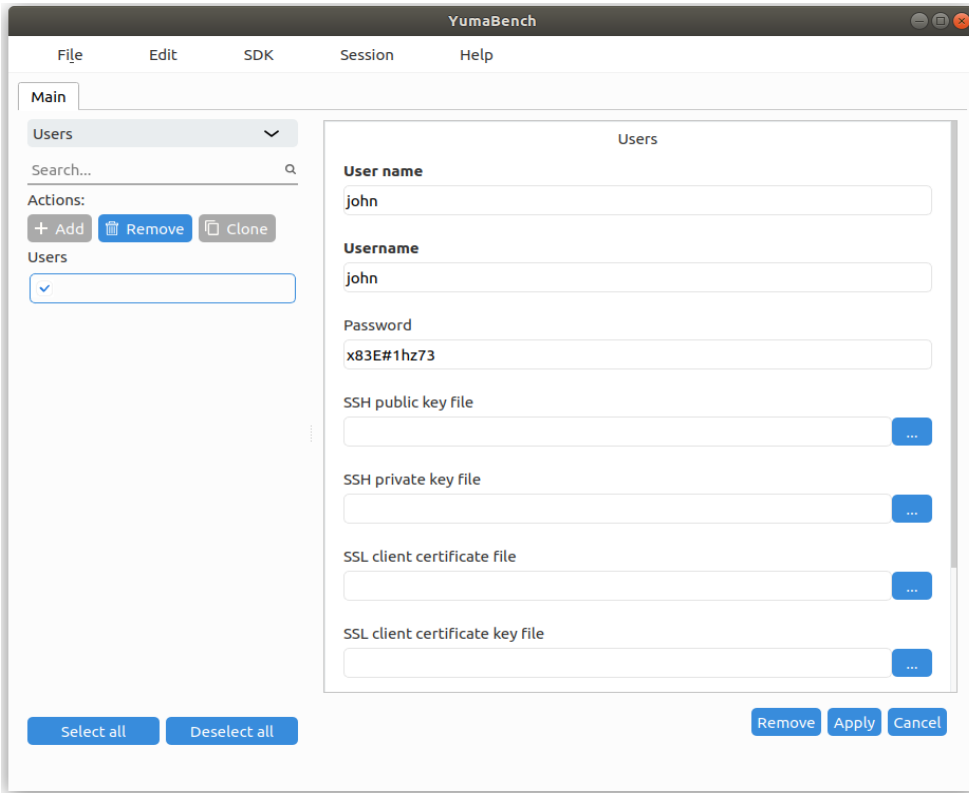 YumaBench
File Edit SDK Session Help
Main
Users
Search...
Actions:
+ Add Remove Clone
Users
Users
User name
john
Username
john
Password
x83E#1hz73
SSH public key file
...
SSH private key file
...
SSL client certificate file
...
SSL client certificate key file
...
Select all Deselect all
Remove Apply Cancel